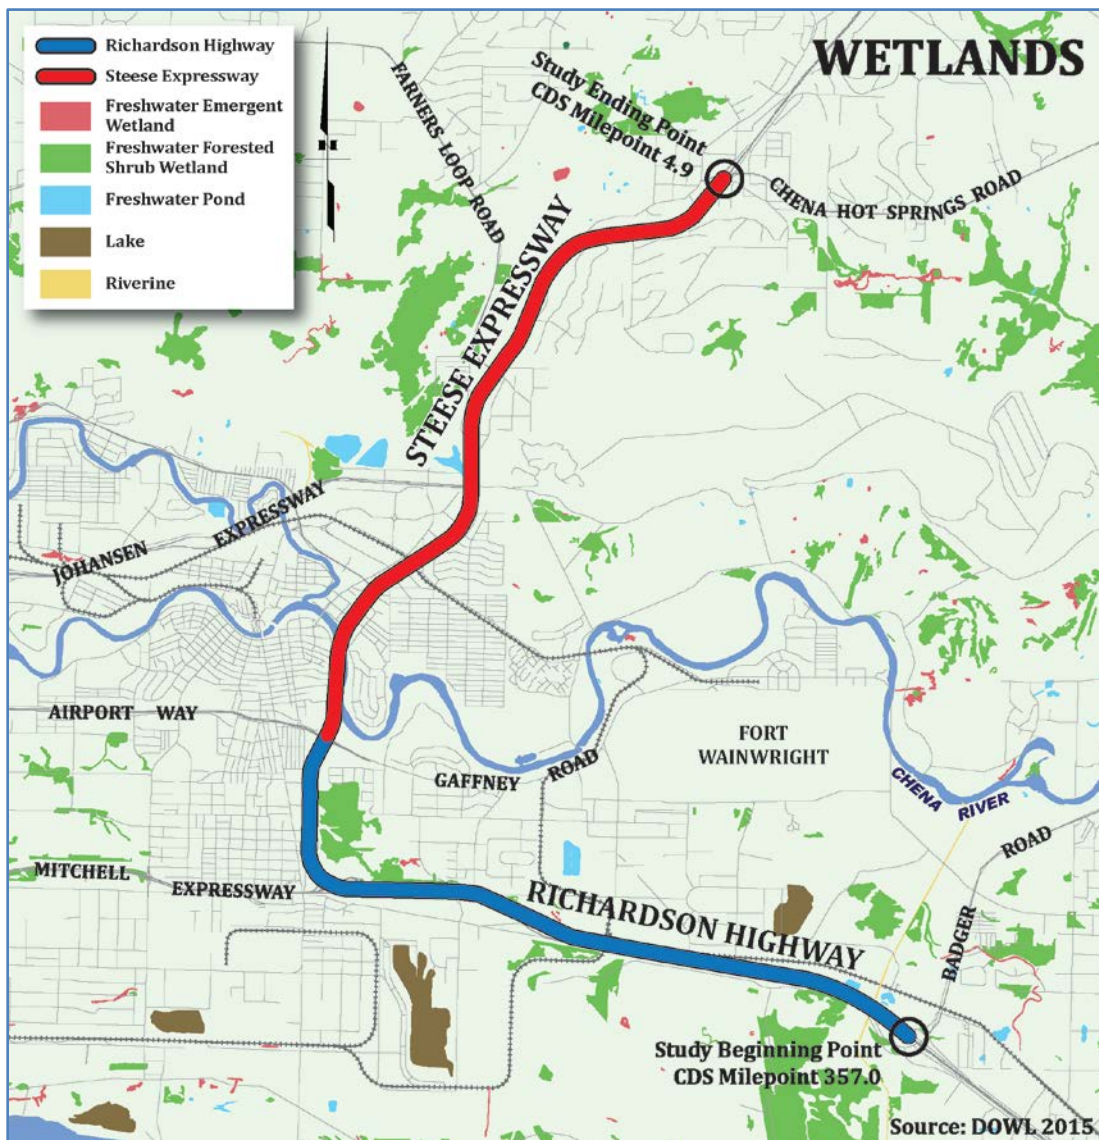 WETLANDS
Richardson Highway
Steese Expressway
Freshwater Emergent
Wetland
Freshwater Forested
Shrub Wetland
Freshwater Pond
Lake
Riverine
FARNERS LOOP ROAD
Study Ending Point
CDS Milepoint 4.9
CHENA HOT SPRINGS ROAD
STEESE EXPRESSWAY
JOHANSEN EXPRESSWAY
AIRPORT WAY
GAFFNEY ROAD
FORT
WAINWRIGHT
CHENA RIVER
BADGER ROAD
MITCHELL EXPRESSWAY
RICHARDSON HIGHWAY
Study Beginning Point
CDS Milepoint 357.0
Source: DOWL 2015